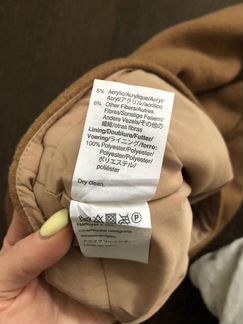 5% Acrylic/Acrylique/Acryl/
Acryl/アクリル/acrílico
6% Other Fibres/Autres
Fibres/Sonstige Fasern/
Andere Vezels/その他の
繊維/otras fibras
Lining/Doublure/Futter/
Voering/ライニング/forro:
100% Polyester/Polyester/
Polyester/Polyester/
ポリエステル/
poliéster
Dry clean.
P